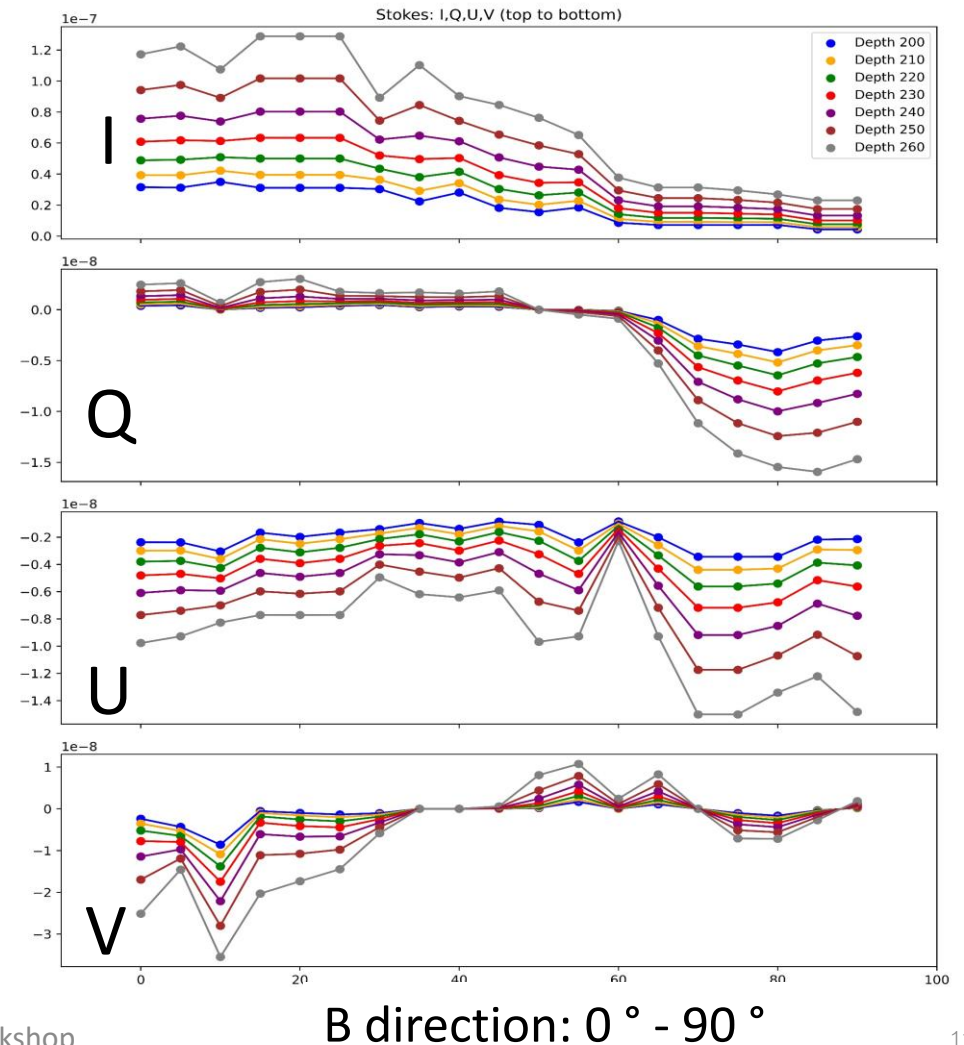 Stokes: I,Q,U,V (top to bottom)
1e−7
1.2
1.0
0.8
0.6
0.4
0.2
0.0
I
Depth 200
Depth 210
Depth 220
Depth 230
Depth 240
Depth 250
Depth 260
1e−8
0.0
−0.5
−1.0
−1.5
Q
1e−8
−0.2
−0.4
−0.6
−0.8
−1.0
−1.2
−1.4
U
1e−8
1
0
−1
−2
−3
V
0 20 40 60 80 100
B direction: 0 ° - 90 °
kshop